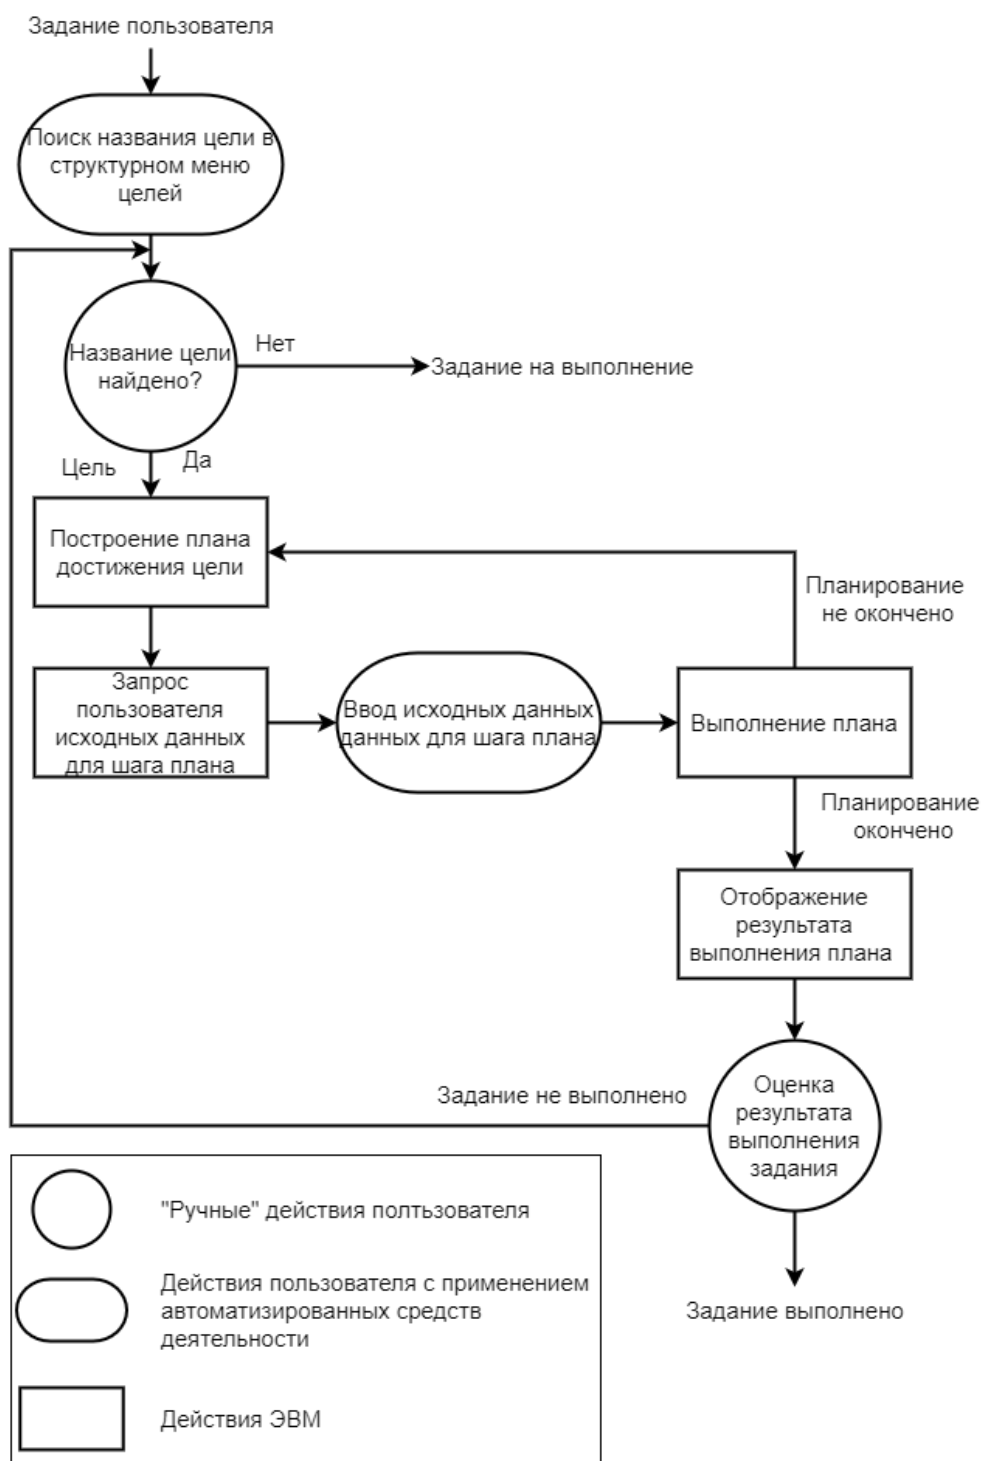 Задание пользователя
Поиск названия цели в
структурном меню
целей
Название цели
найдено?
Нет
Задание на выполнение
Цель
Да
Построение плана
достижения цели
Планирование
не окончено
Запрос
пользователя
исходных данных
для шага плана
Ввод исходных данных
данных для шага плана
Выполнение плана
Планирование
окончено
Отображение
результата
выполнения плана
Задание не выполнено
Оценка
результата
выполнения
задания
Задание выполнено
"Ручные" действия полтьзователя
Действия пользователя с применением
автоматизированных средств
деятельности
Действия ЭВМ